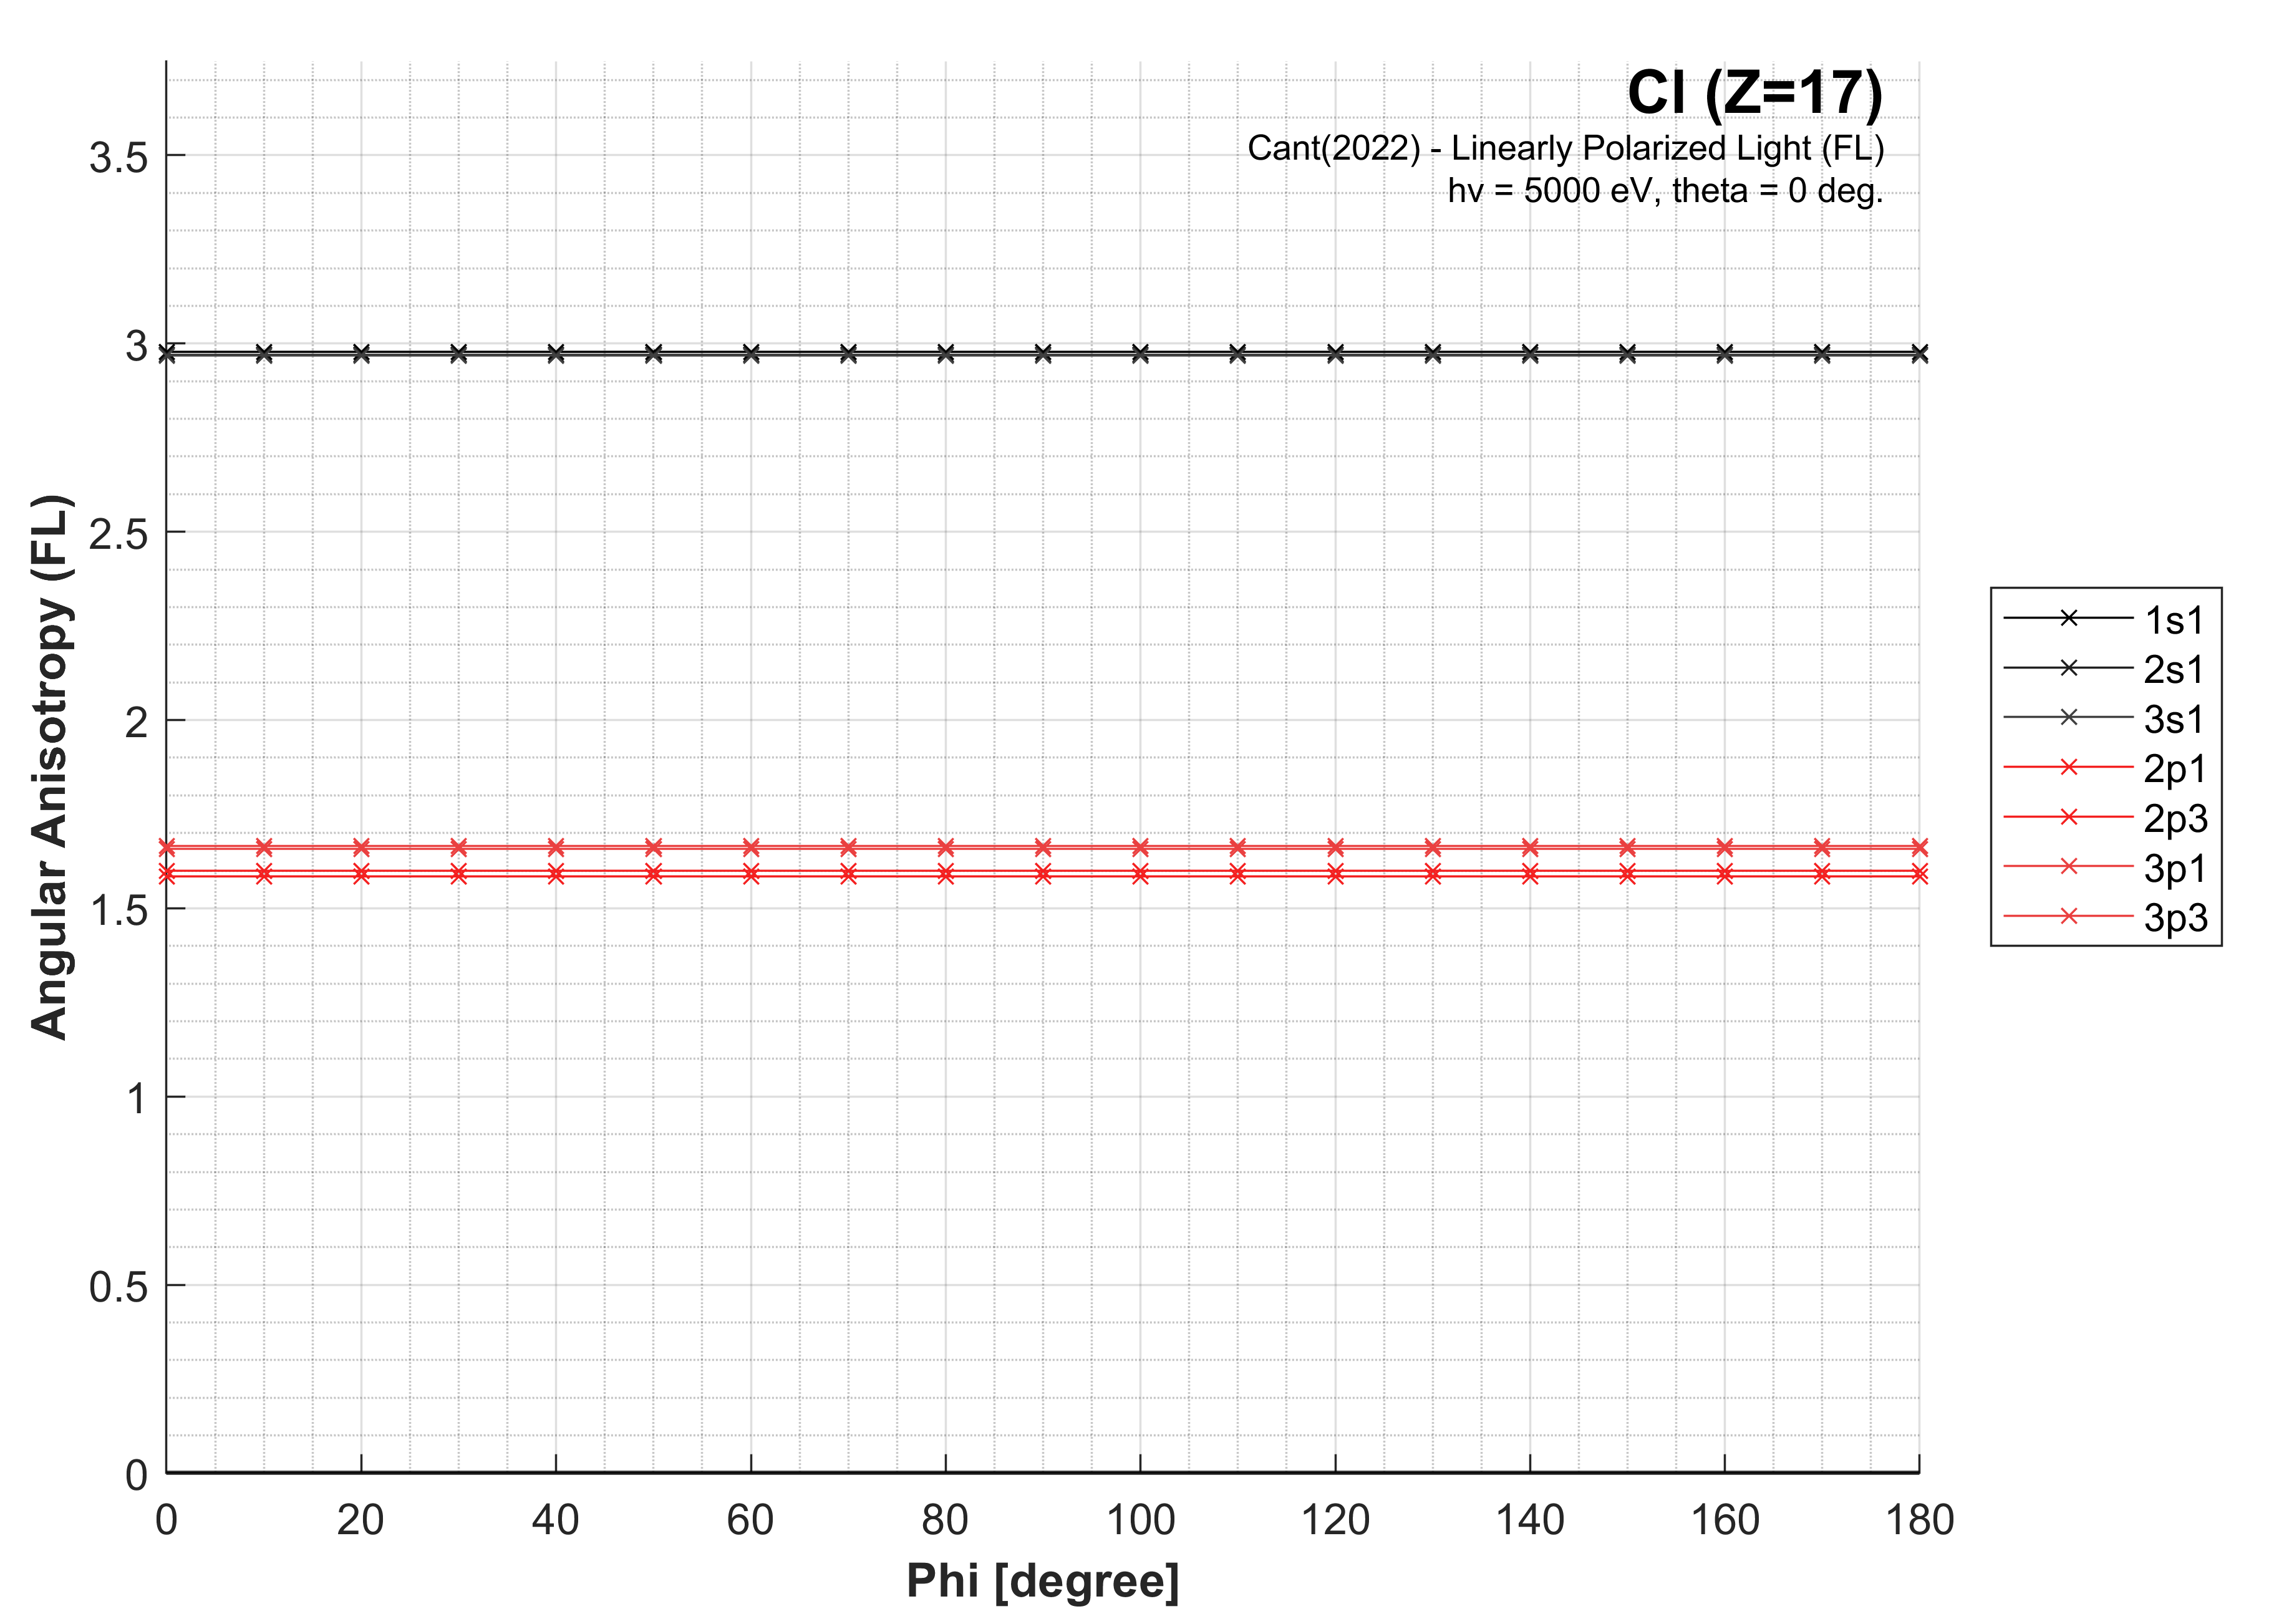 Cl (Z=17)
Cant(2022) - Linearly Polarized Light (FL)
hv = 5000 eV, theta = 0 deg.
Angular Anisotropy (FL)
3.5
3
2.5
2
1.5
1
0.5
0
0 20 40 60 80 100 120 140 160 180
Phi [degree]
1s1
2s1
3s1
2p1
2p3
3p1
3p3